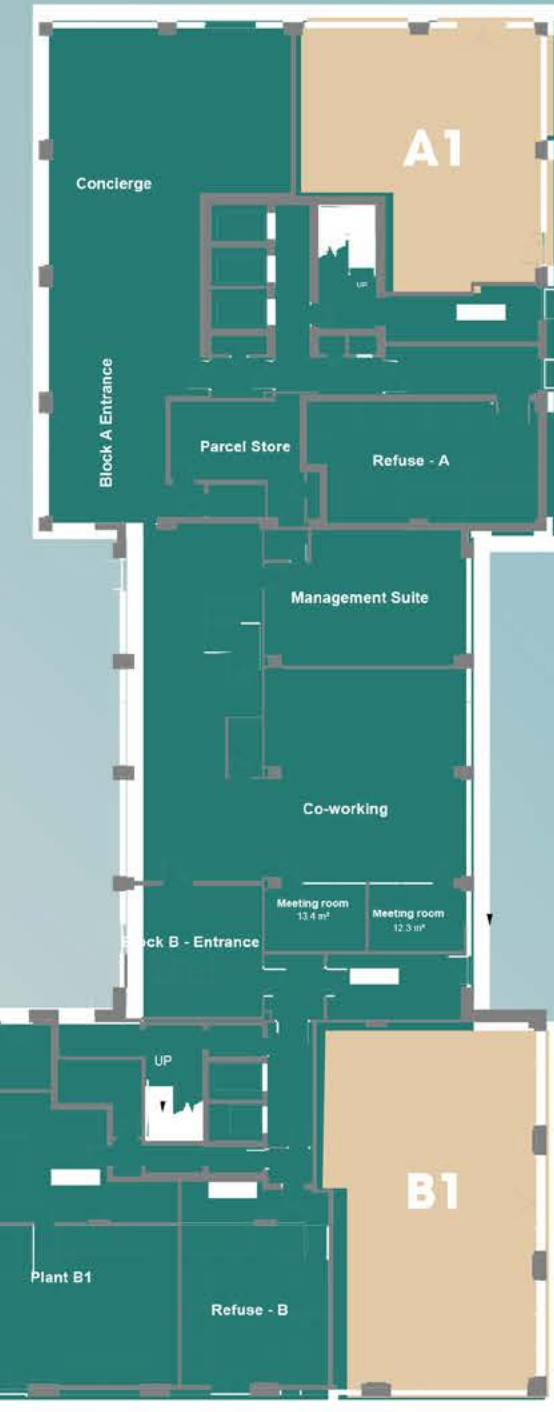 A1
Concierge
UP
Block A Entrance
Parcel Store
Refuse - A
Management Suite
Co-working
Meeting room
13.4 m²
Meeting room
12.3 m²
ock B - Entrance
UP
B1
Plant B1
Refuse - B